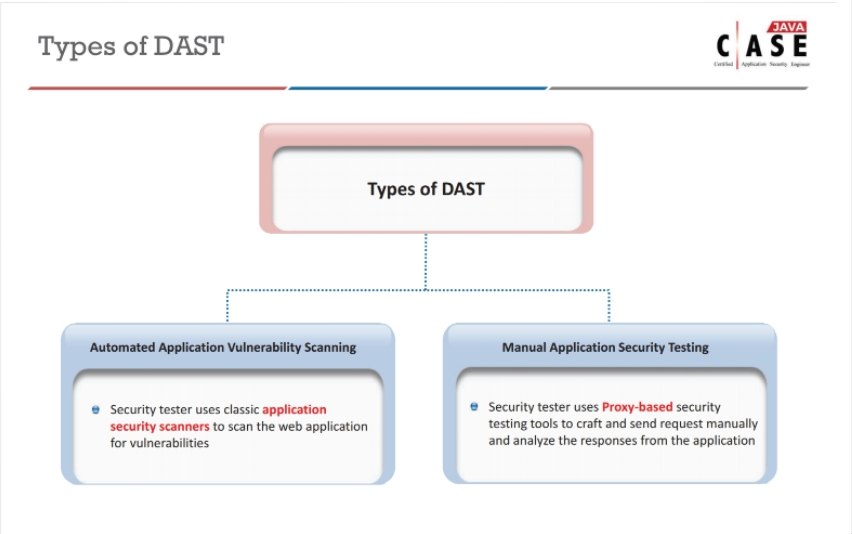 Types of DAST
JAVA
CASE
Certified Application Security Engineer
Types of DAST
Automated Application Vulnerability Scanning
Security tester uses classic application
security scanners to scan the web application
for vulnerabilities
Manual Application Security Testing
Security tester uses Proxy-based security
testing tools to craft and send request manually
and analyze the responses from the application